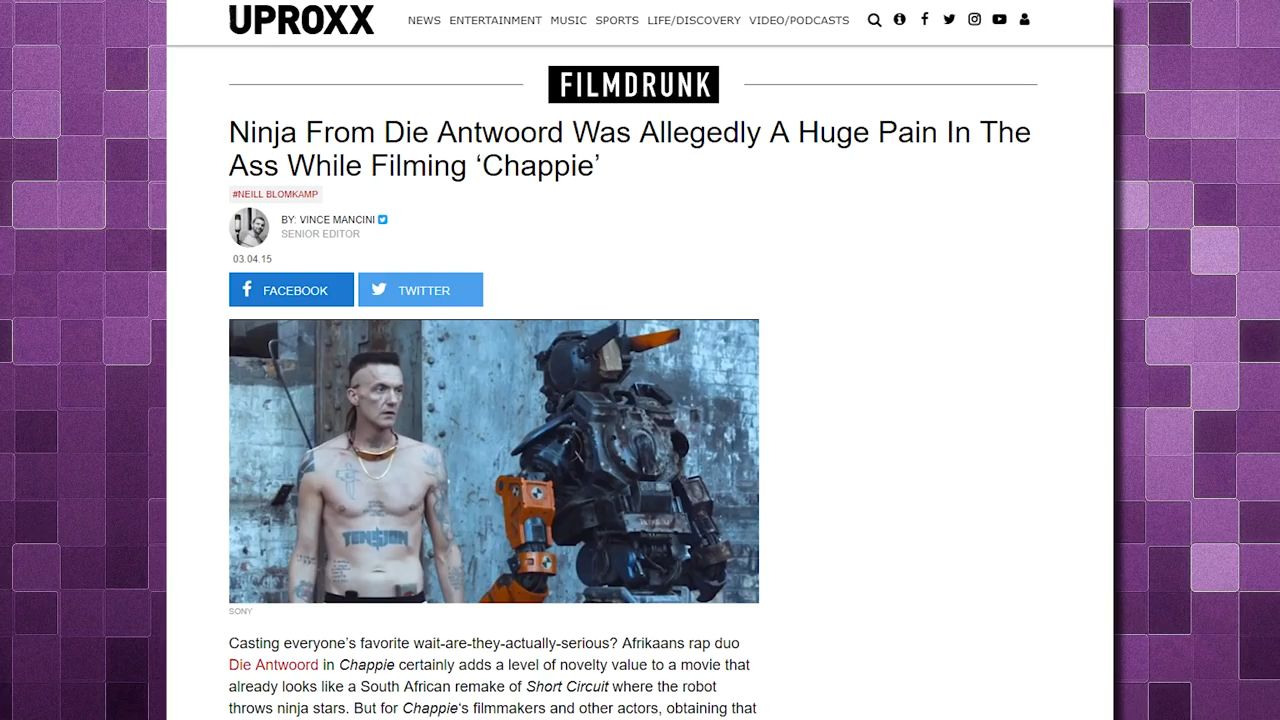 UPROXX
NEWS ENTERTAINMENT MUSIC SPORTS LIFE/DISCOVERY VIDEO/PODCASTS
FILMDRUNK
Ninja From Die Antwoord Was Allegedly A Huge Pain In The
Ass While Filming ‘Chappie’
#NEILL BLOMKAMP
BY: VINCE MANCINI
SENIOR EDITOR
03.04.15
FACEBOOK
TWITTER
TEN$ION
SONY
Casting everyone’s favorite wait-are-they-actually-serious? Afrikaans rap duo
Die Antwoord in Chappie certainly adds a level of novelty value to a movie that
already looks like a South African remake of Short Circuit where the robot
throws ninja stars. But for Chappie‘s filmmakers and other actors, obtaining that